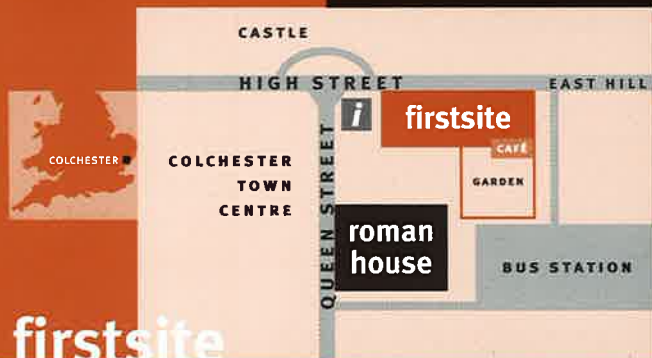 CASTLE
HIGH STREET
EAST HILL
i
firstsite
CAFÉ
GARDEN
COLCHESTER
COLCHESTER
TOWN
CENTRE
QUEEN STREET
roman
house
BUS STATION
firstsite